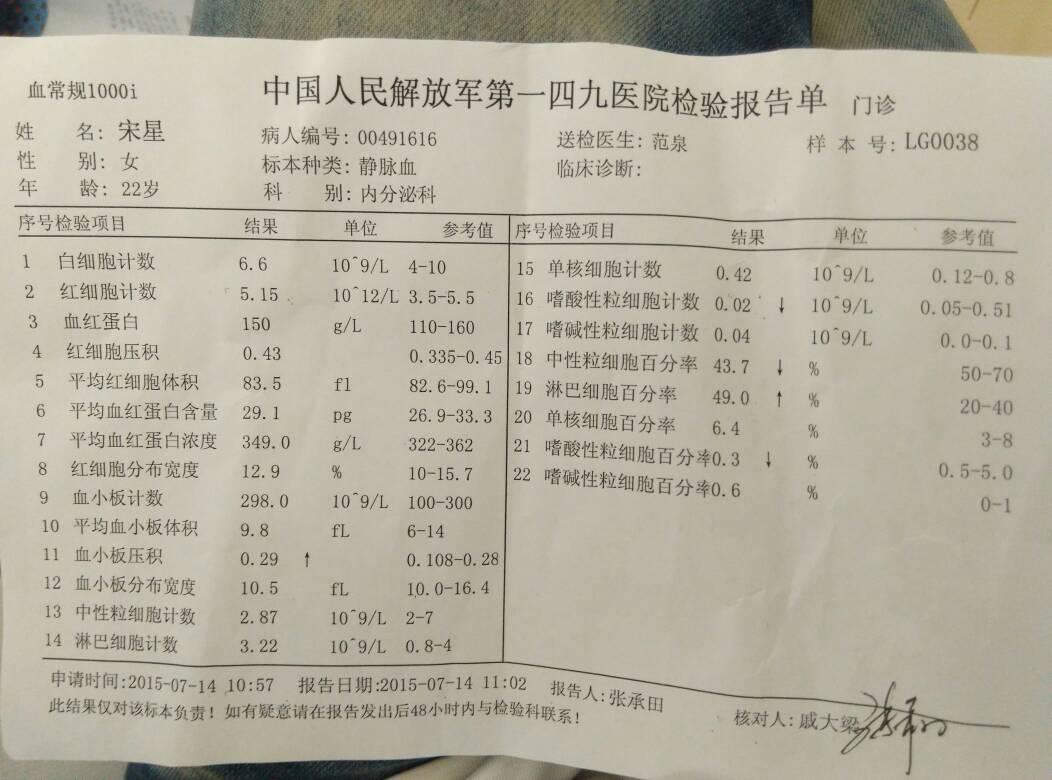 血常规1000i 中国人民解放军第一四九医院检验报告单 门诊
姓 名: 宋星 病人编号: 00491616 送检医生: 范泉 样 本 号: LG0038
性 别: 女 标本种类: 静脉血 临床诊断:
年 龄: 22岁 科 别: 内分泌科
序号检验项目 结果 单位 参考值
1 白细胞计数 6.6 10^9/L 4-10
2 红细胞计数 5.15 10^12/L 3.5-5.5
3 血红蛋白 150 g/L 110-160
4 红细胞压积 0.43 0.335-0.45
5 平均红细胞体积 83.5 fl 82.6-99.1
6 平均血红蛋白含量 29.1 pg 26.9-33.3
7 平均血红蛋白浓度 349.0 g/L 322-362
8 红细胞分布宽度 12.9 % 10-15.7
9 血小板计数 298.0 10^9/L 100-300
10 平均血小板体积 9.8 fL 6-14
11 血小板压积 0.29 ↑ 0.108-0.28
12 血小板分布宽度 10.5 fL 10.0-16.4
13 中性粒细胞计数 2.87 10^9/L 2-7
14 淋巴细胞计数 3.22 10^9/L 0.8-4
序号检验项目 结果 单位 参考值
15 单核细胞计数 0.42 10^9/L 0.12-0.8
16 嗜酸性粒细胞计数 0.02 ↓ 10^9/L 0.05-0.51
17 嗜碱性粒细胞计数 0.04 10^9/L 0.0-0.1
18 中性粒细胞百分率 43.7 ↓ % 50-70
19 淋巴细胞百分率 49.0 ↑ % 20-40
20 单核细胞百分率 6.4 % 3-8
21 嗜酸性粒细胞百分率0.3 ↓ % 0.5-5.0
22 嗜碱性粒细胞百分率0.6 % 0-1
申请时间:2015-07-14 10:57 报告日期:2015-07-14 11:02 报告人:张承田 核对人:戚大梁
此结果仅对该标本负责! 如有疑意请在报告发出后48小时内与检验科联系!